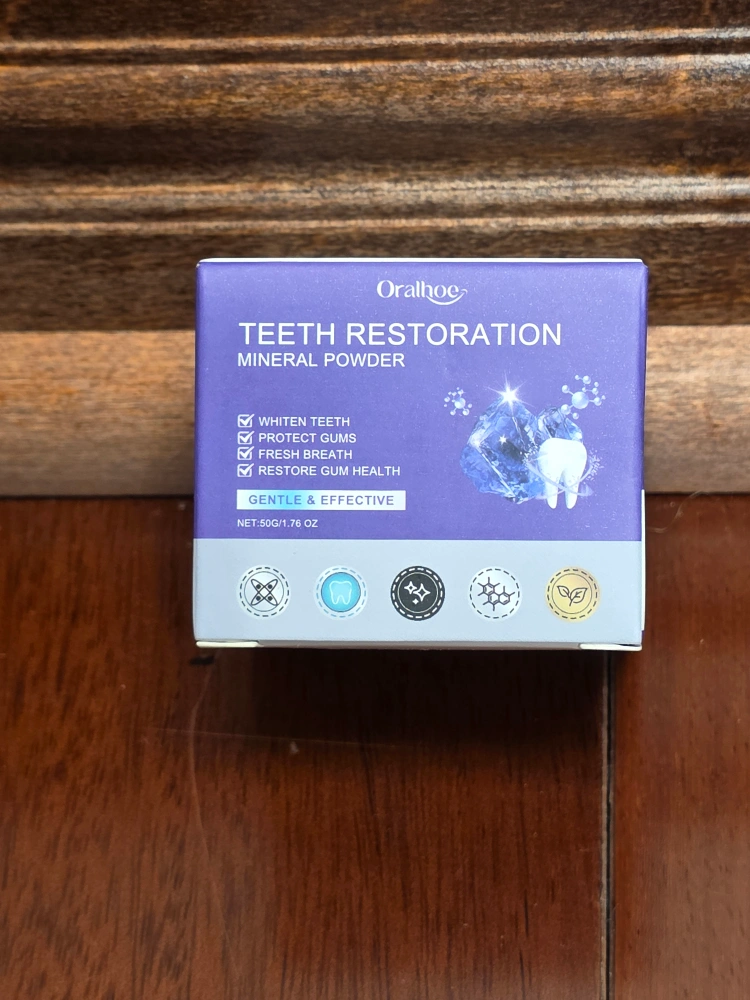 Oralhoe
TEETH RESTORATION
MINERAL POWDER
WHITEN TEETH
PROTECT GUMS
FRESH BREATH
RESTORE GUM HEALTH
GENTLE & EFFECTIVE
NET:50G/1.76 OZ